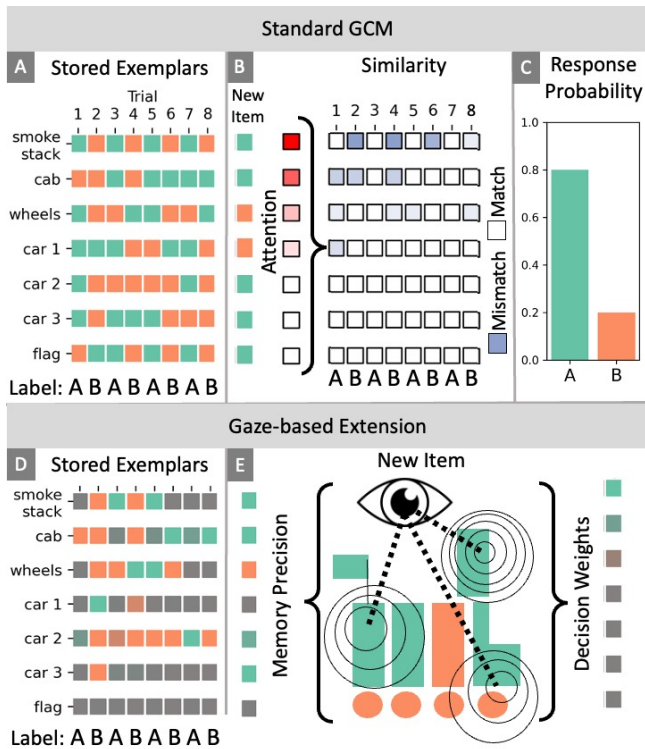 Standard GCM
A
Stored Exemplars
Trial
1 2 3 4 5 6 7 8
smoke
stack
cab
wheels
car 1
car 2
car 3
flag
Label: A B A B A B A B
B
Similarity
New
Item
Attention
1 2 3 4 5 6 7 8
Match
Mismatch
A B A B A B A B
C
Response
Probability
1.0
0.8
0.6
0.4
0.2
0.0
A
B
Gaze-based Extension
D
Stored Exemplars
smoke
stack
cab
wheels
car 1
car 2
car 3
flag
Label: A B A B A B A B
E
New Item
Memory Precision
Decision Weights